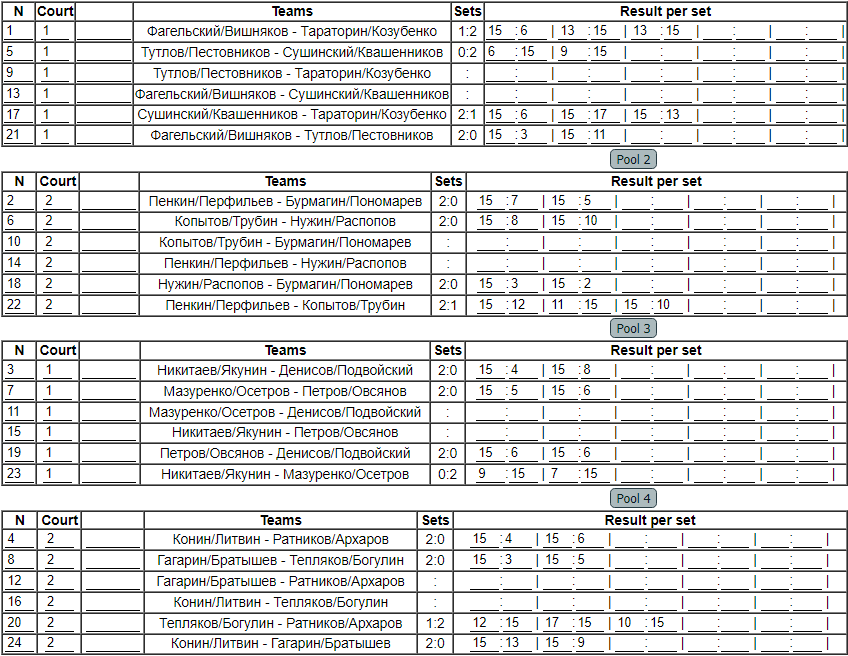 N Court Teams Sets Result per set
1 1 Фагельский/Вишняков - Тараторин/Козубенко 1:2 15 : 6 | 13 : 15 | 13 : 15 | : | : |
5 1 Тутлов/Пестовников - Сушинский/Квашенников 0:2 6 : 15 | 9 : 15 | : | : | : |
9 1 Тутлов/Пестовников - Тараторин/Козубенко : : | : | : | : | : |
13 1 Фагельский/Вишняков - Сушинский/Квашенников : : | : | : | : | : |
17 1 Сушинский/Квашенников - Тараторин/Козубенко 2:1 15 : 6 | 15 : 17 | 15 : 13 | : | : |
21 1 Фагельский/Вишняков - Тутлов/Пестовников 2:0 15 : 3 | 15 : 11 | : | : | : |
Pool 2
N Court Teams Sets Result per set
2 2 Пенкин/Перфильев - Бурмагин/Пономарев 2:0 15 : 7 | 15 : 5 | : | : | : |
6 2 Копытов/Трубин - Нужин/Распопов 2:0 15 : 8 | 15 : 10 | : | : | : |
10 2 Копытов/Трубин - Бурмагин/Пономарев : : | : | : | : | : |
14 2 Пенкин/Перфильев - Нужин/Распопов : : | : | : | : | : |
18 2 Нужин/Распопов - Бурмагин/Пономарев 2:0 15 : 3 | 15 : 2 | : | : | : |
22 2 Пенкин/Перфильев - Копытов/Трубин 2:1 15 : 12 | 11 : 15 | 15 : 10 | : | : |
Pool 3
N Court Teams Sets Result per set
3 1 Никитаев/Якунин - Денисов/Подвойский 2:0 15 : 4 | 15 : 8 | : | : | : |
7 1 Мазуренко/Осетров - Петров/Овсянов 2:0 15 : 5 | 15 : 6 | : | : | : |
11 1 Мазуренко/Осетров - Денисов/Подвойский : : | : | : | : | : |
15 1 Никитаев/Якунин - Петров/Овсянов : : | : | : | : | : |
19 1 Петров/Овсянов - Денисов/Подвойский 2:0 15 : 6 | 15 : 6 | : | : | : |
23 1 Никитаев/Якунин - Мазуренко/Осетров 0:2 9 : 15 | 7 : 15 | : | : | : |
Pool 4
N Court Teams Sets Result per set
4 2 Конин/Литвин - Ратников/Архаров 2:0 15 : 4 | 15 : 6 | : | : | : |
8 2 Гагарин/Братышев - Тепляков/Богулин 2:0 15 : 3 | 15 : 5 | : | : | : |
12 2 Гагарин/Братышев - Ратников/Архаров : : | : | : | : | : |
16 2 Конин/Литвин - Тепляков/Богулин : : | : | : | : | : |
20 2 Тепляков/Богулин - Ратников/Архаров 1:2 12 : 15 | 17 : 15 | 10 : 15 | : | : |
24 2 Конин/Литвин - Гагарин/Братышев 2:0 15 : 13 | 15 : 9 | : | : | : |